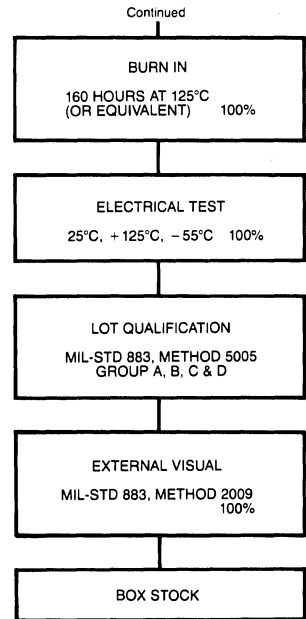 Continued
BURN IN
160 HOURS AT 125°C
(OR EQUIVALENT) 100%
ELECTRICAL TEST
25°C, +125°C, −55°C 100%
LOT QUALIFICATION
MIL-STD 883, METHOD 5005
GROUP A, B, C & D
EXTERNAL VISUAL
MIL-STD 883, METHOD 2009
100%
BOX STOCK